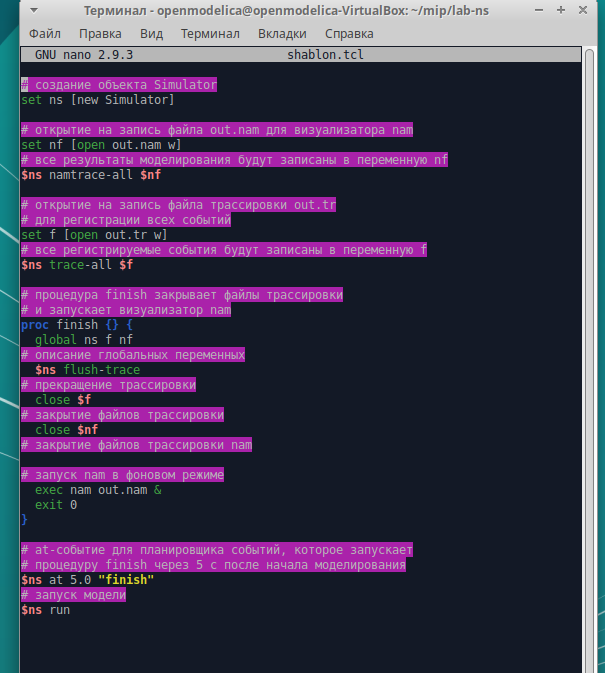 Терминал - openmodelica@openmodelica-VirtualBox: ~/mip/lab-ns
Файл Правка Вид Терминал Вкладки Справка
GNU nano 2.9.3 shablon.tcl
# создание объекта Simulator
set ns [new Simulator]
# открытие на запись файла out.nam для визуализатора nam
set nf [open out.nam w]
# все результаты моделирования будут записаны в переменную nf
$ns namtrace-all $nf
# открытие на запись файла трассировки out.tr
# для регистрации всех событий
set f [open out.tr w]
# все регистрируемые события будут записаны в переменную f
$ns trace-all $f
# процедура finish закрывает файлы трассировки
# и запускает визуализатор nam
proc finish {} {
global ns f nf
# описание глобальных переменных
$ns flush-trace
# прекращение трассировки
close $f
# закрытие файлов трассировки
close $nf
# закрытие файлов трассировки nam
# запуск nam в фоновом режиме
exec nam out.nam &
exit 0
}
# at-событие для планировщика событий, которое запускает
# процедуру finish через 5 с после начала моделирования
$ns at 5.0 "finish"
# запуск модели
$ns run